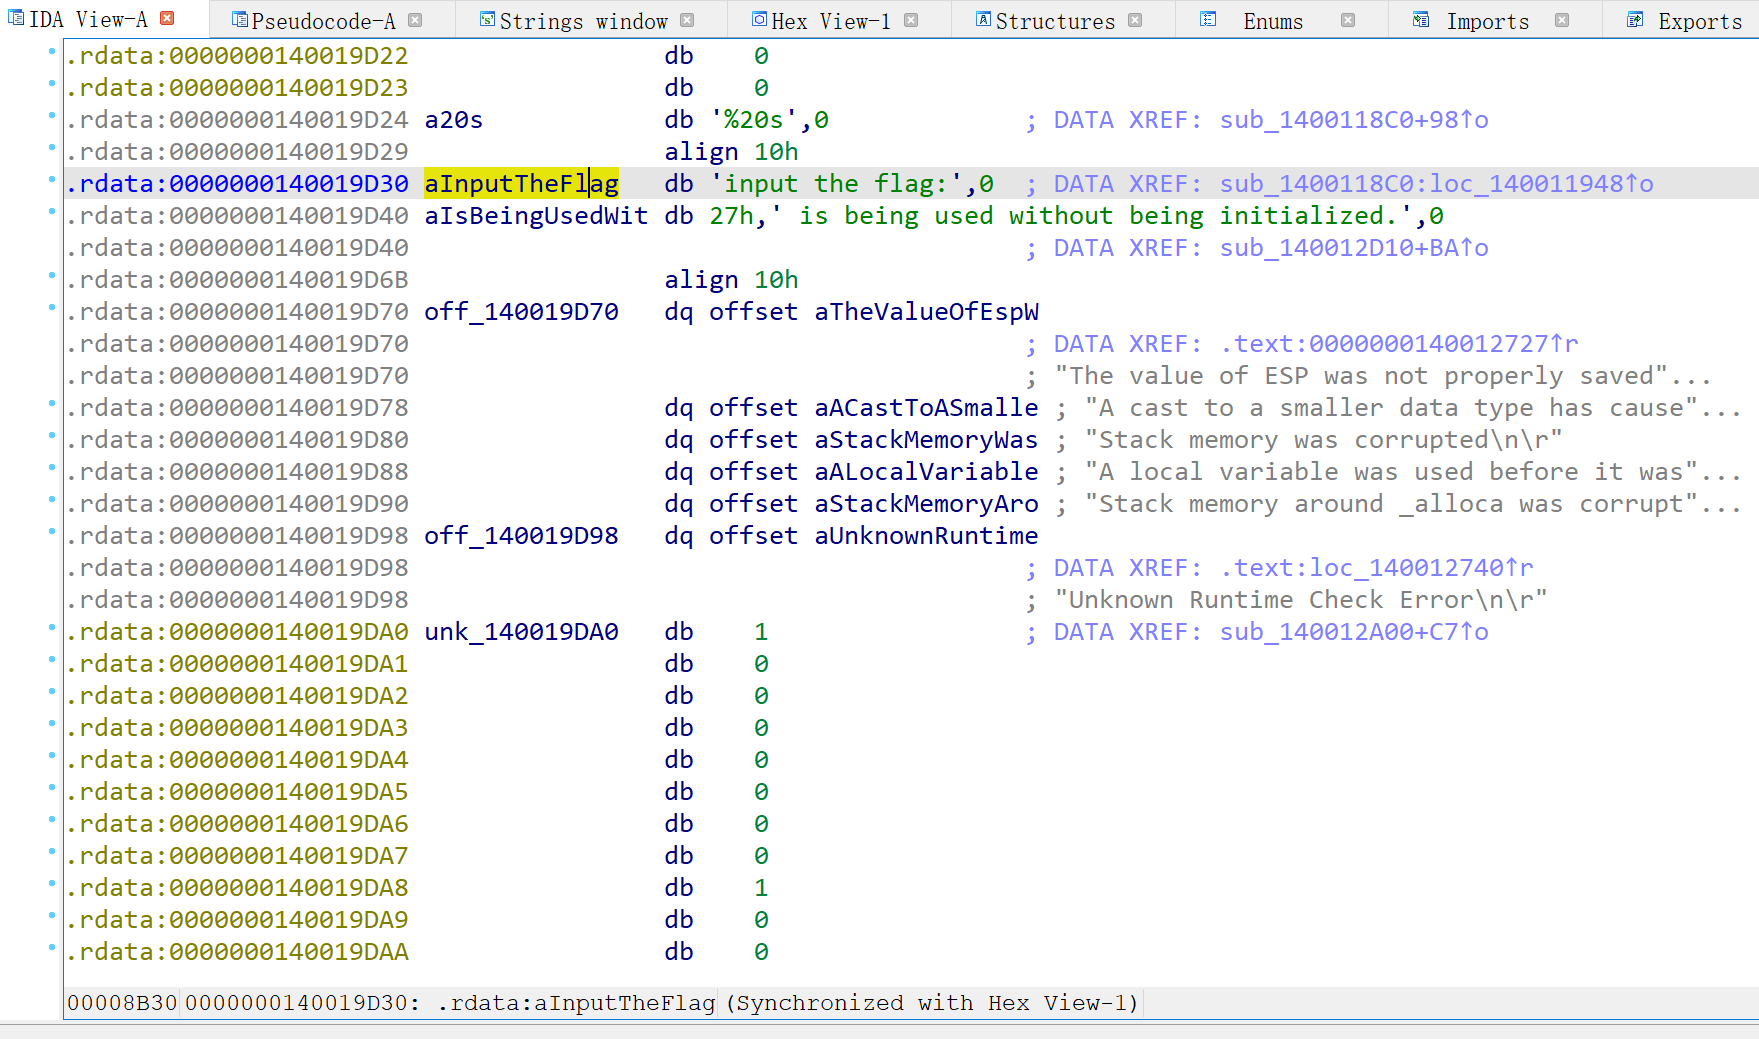 IDA View-A Pseudocode-A Strings window Hex View-1 Structures Enums Imports Exports
.rdata:0000000140019D22 db 0
.rdata:0000000140019D23 db 0
.rdata:0000000140019D24 a20s db '%20s',0 ; DATA XREF: sub_1400118C0+98↑o
.rdata:0000000140019D29 align 10h
.rdata:0000000140019D30 aInputTheFlag db 'input the flag:',0 ; DATA XREF: sub_1400118C0:loc_140011948↑o
.rdata:0000000140019D40 aIsBeingUsedWit db 27h,' is being used without being initialized.',0
.rdata:0000000140019D40 ; DATA XREF: sub_140012D10+BA↑o
.rdata:0000000140019D6B align 10h
.rdata:0000000140019D70 off_140019D70 dq offset aTheValueOfEspW
.rdata:0000000140019D70 ; DATA XREF: .text:0000000140012727↑r
.rdata:0000000140019D70 ; "The value of ESP was not properly saved"...
.rdata:0000000140019D78 dq offset aACastToASmalle ; "A cast to a smaller data type has cause"...
.rdata:0000000140019D80 dq offset aStackMemoryWas ; "Stack memory was corrupted\n\r"
.rdata:0000000140019D88 dq offset aALocalVariable ; "A local variable was used before it was"...
.rdata:0000000140019D90 dq offset aStackMemoryAro ; "Stack memory around _alloca was corrupt"...
.rdata:0000000140019D98 off_140019D98 dq offset aUnknownRuntime
.rdata:0000000140019D98 ; DATA XREF: .text:loc_140012740↑r
.rdata:0000000140019D98 ; "Unknown Runtime Check Error\n\r"
.rdata:0000000140019DA0 unk_140019DA0 db 1 ; DATA XREF: sub_140012A00+C7↑o
.rdata:0000000140019DA1 db 0
.rdata:0000000140019DA2 db 0
.rdata:0000000140019DA3 db 0
.rdata:0000000140019DA4 db 0
.rdata:0000000140019DA5 db 0
.rdata:0000000140019DA6 db 0
.rdata:0000000140019DA7 db 0
.rdata:0000000140019DA8 db 1
.rdata:0000000140019DA9 db 0
.rdata:0000000140019DAA db 0
00008B30 0000000140019D30: .rdata:aInputTheFlag (Synchronized with Hex View-1)